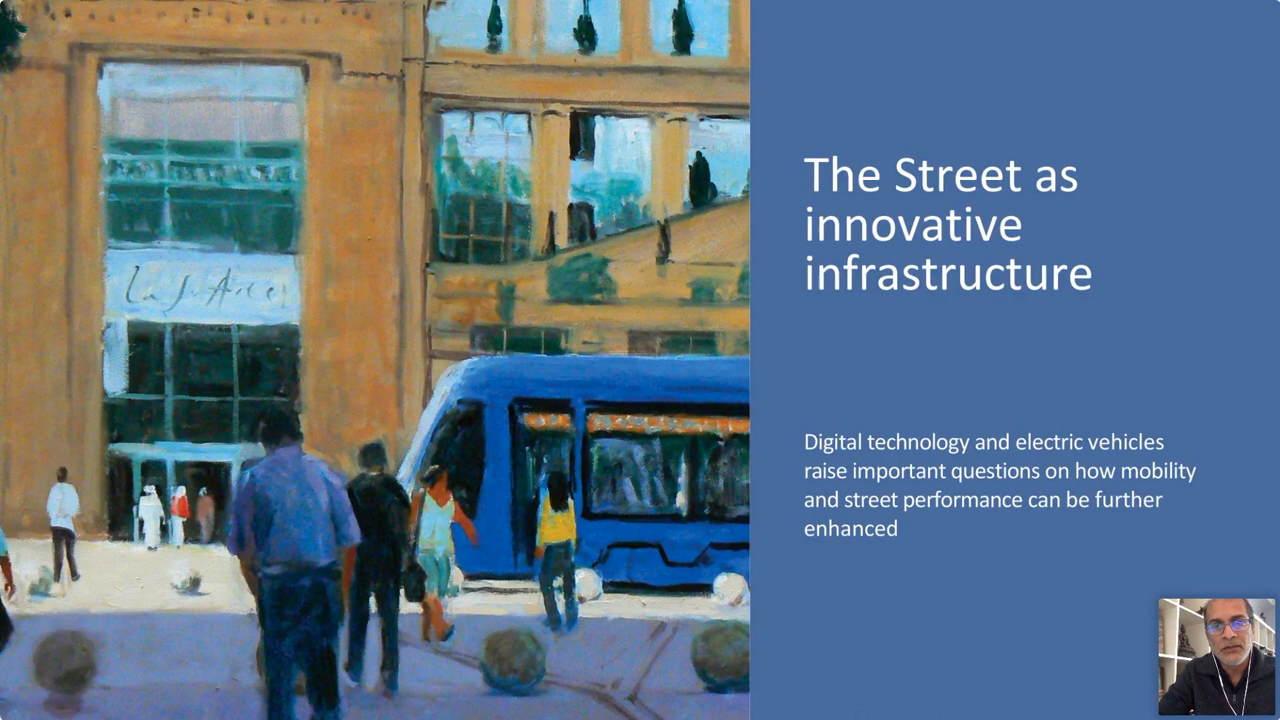 The Street as
innovative
infrastructure
Digital technology and electric vehicles
raise important questions on how mobility
and street performance can be further
enhanced